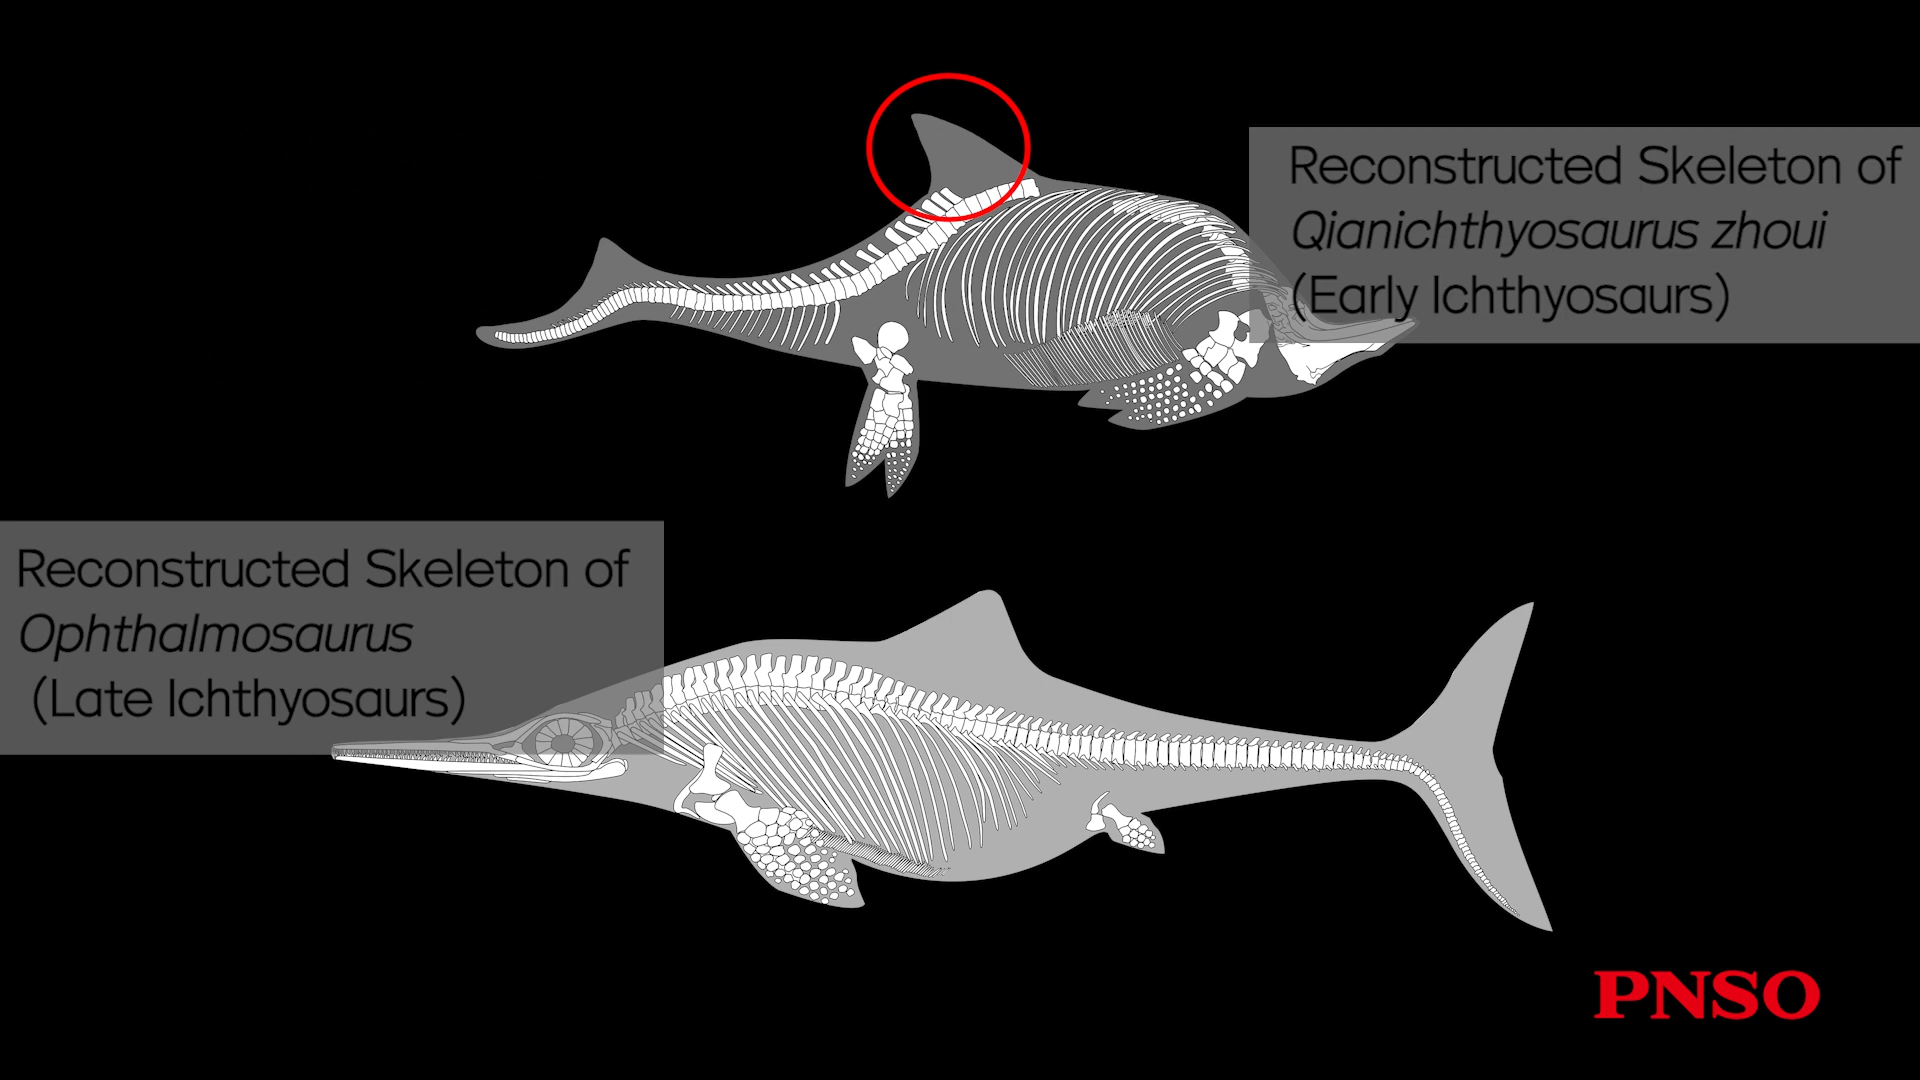 Reconstructed Skeleton of
Qianichthyosaurus zhoui
(Early Ichthyosaurs)
Reconstructed Skeleton of
Ophthalmosaurus
(Late Ichthyosaurs)
PNSO